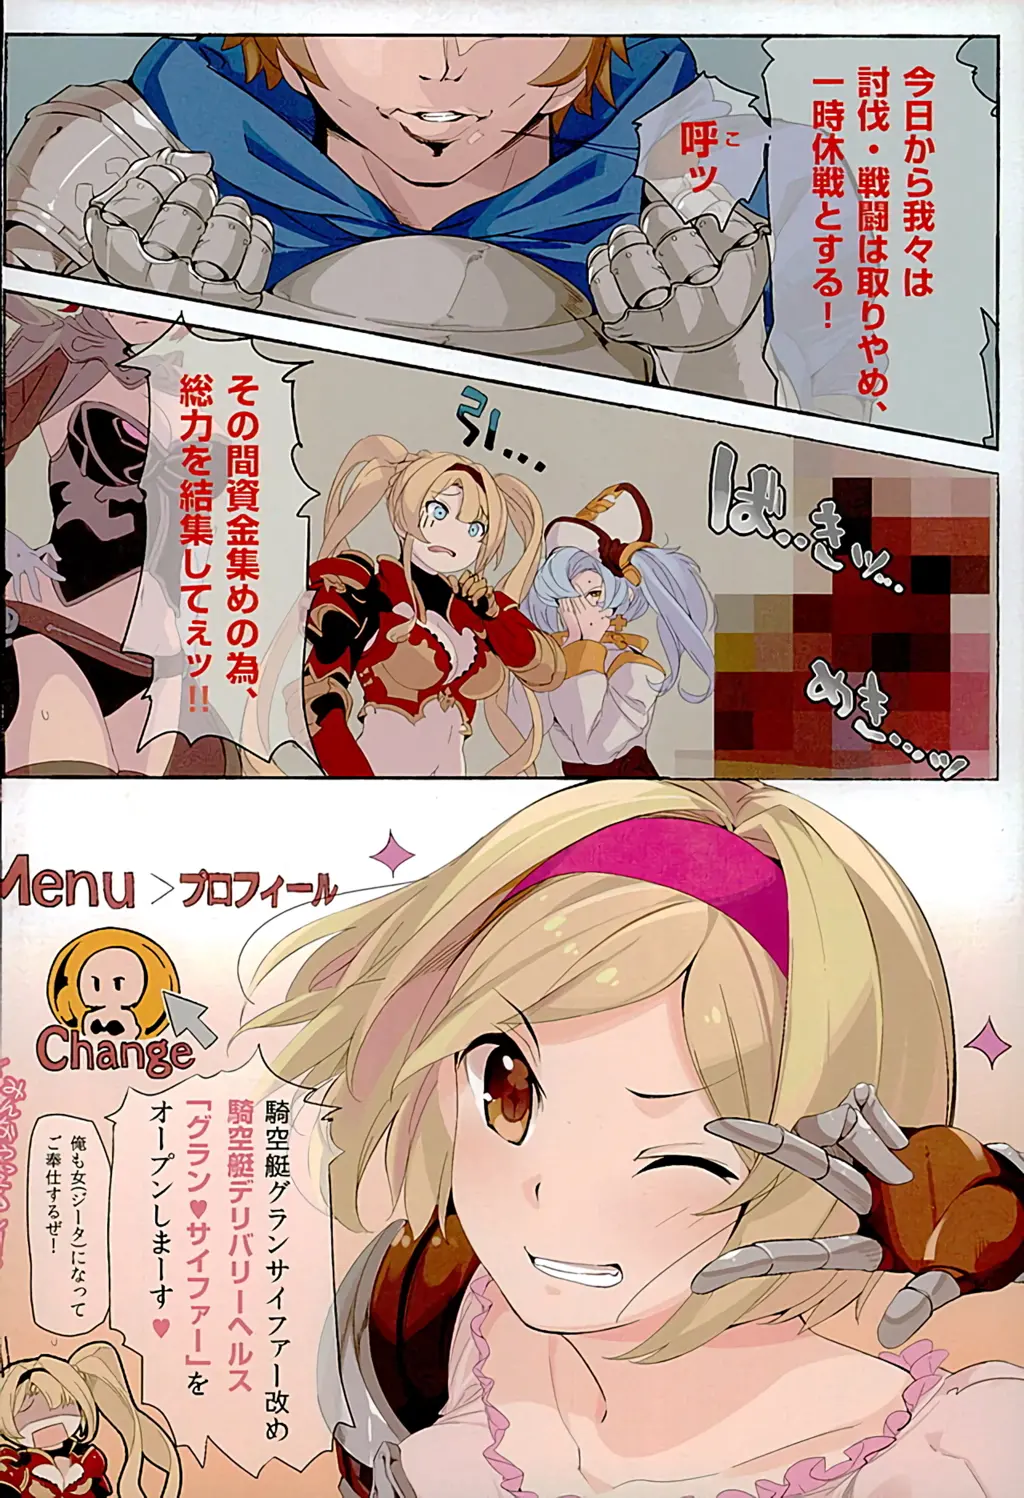 今日から我々は
討伐・戦闘は取りやめ、
一時休戦とする!
呼ッ
こ
ば…きッ…
めき……ッ
引…
その間資金集めの為、
総力を結集してぇッ!!
Menu >プロフィール
Change
騎空艇グランサイファー改め
騎空艇デリバリーヘルス
「グラン♥サイファー」を
オープンしまーす♥
俺も女(ジータ)になって
ご奉仕するぜ!